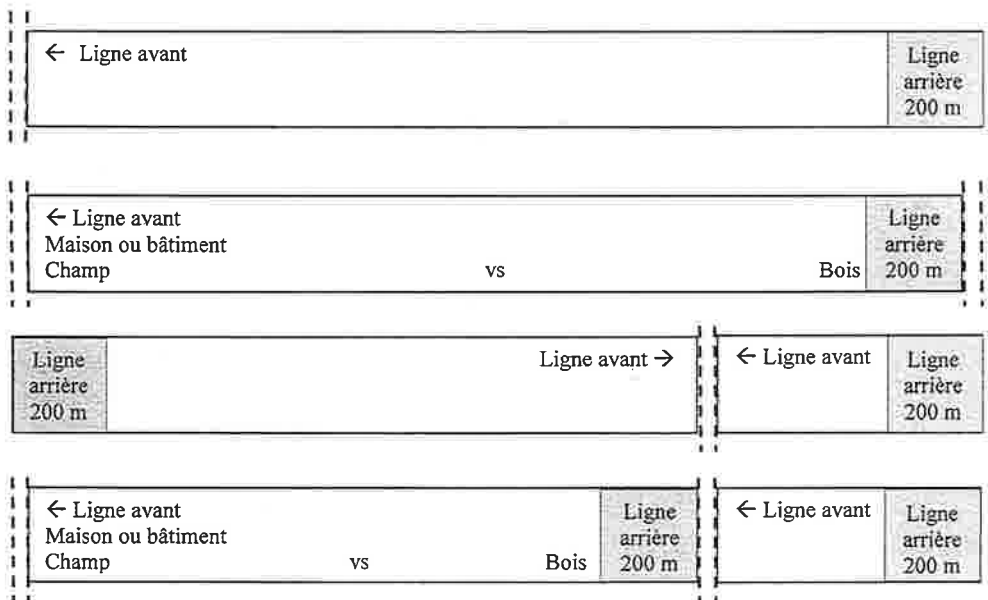 ← Ligne avant
Ligne
arrière
200 m
← Ligne avant
Maison ou bâtiment
Champ vs Bois
Ligne
arrière
200 m
Ligne
arrière
200 m
Ligne avant →
← Ligne avant
Ligne
arrière
200 m
← Ligne avant
Maison ou bâtiment
Champ vs Bois
Ligne
arrière
200 m
← Ligne avant
Ligne
arrière
200 m